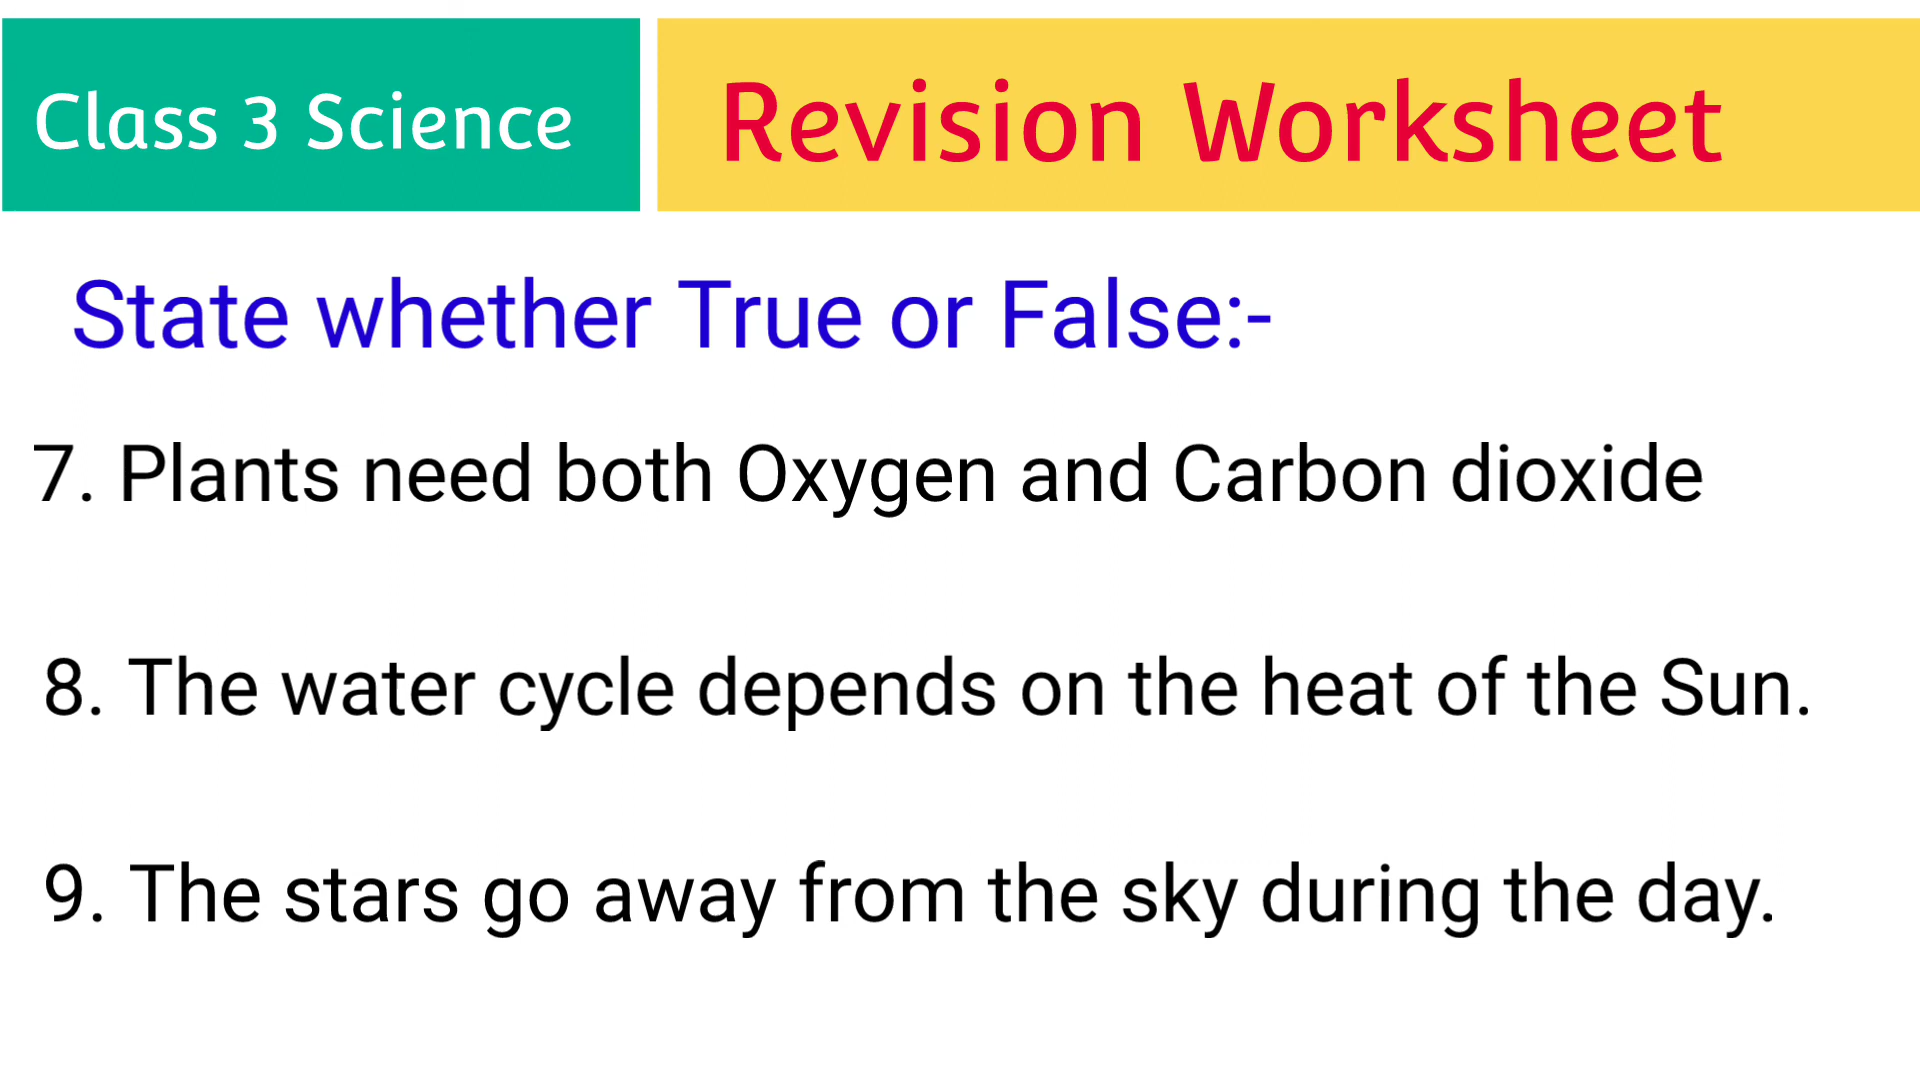 Class 3 Science
Revision Worksheet
State whether True or False:-
7. Plants need both Oxygen and Carbon dioxide
8. The water cycle depends on the heat of the Sun.
9. The stars go away from the sky during the day.